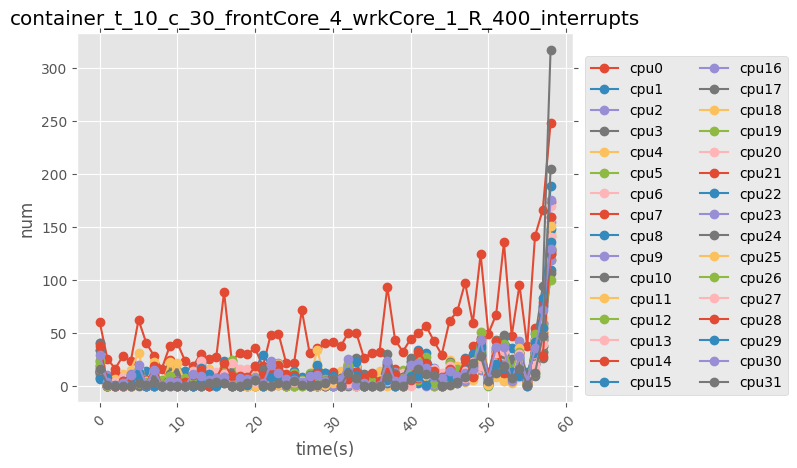 container_t_10_c_30_frontCore_4_wrkCore_1_R_400_interrupts
num
300
250
200
150
100
50
0
0
10
20
30
40
50
60
time(s)
cpu0
cpu1
cpu2
cpu3
cpu4
cpu5
cpu6
cpu7
cpu8
cpu9
cpu10
cpu11
cpu12
cpu13
cpu14
cpu15
cpu16
cpu17
cpu18
cpu19
cpu20
cpu21
cpu22
cpu23
cpu24
cpu25
cpu26
cpu27
cpu28
cpu29
cpu30
cpu31